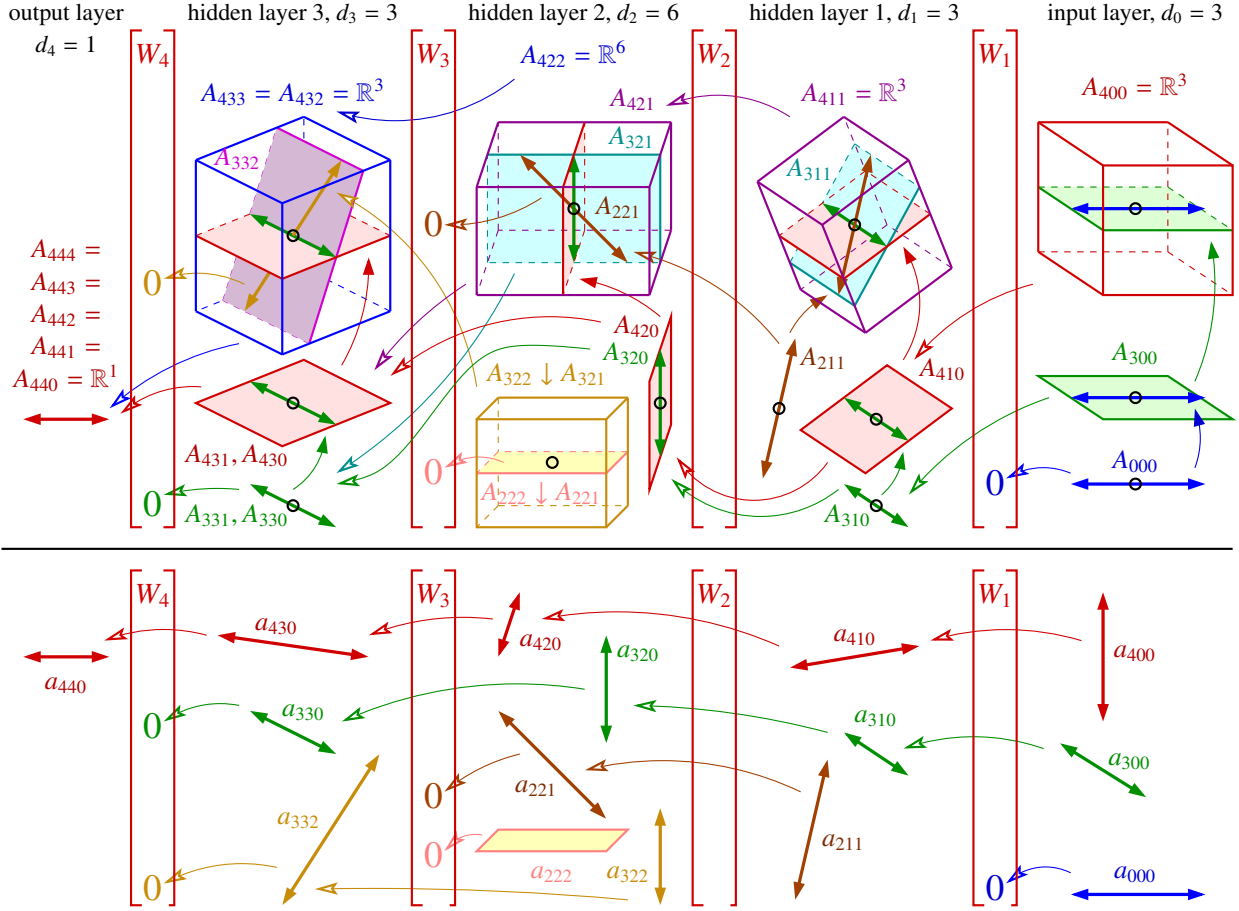 output layer
d₄ = 1
hidden layer 3, d₃ = 3
hidden layer 2, d₂ = 6
hidden layer 1, d₁ = 3
input layer, d₀ = 3
W₄
W₃
W₂
W₁
A₄₃₃ = A₄₃₂ = ℝ³
A₄₂₂ = ℝ⁶
A₄₂₁
A₄₁₁ = ℝ³
A₄₀₀ = ℝ³
A₃₃₂
A₃₂₁
A₃₁₁
A₂₂₁
0
0
A₄₄₄ =
A₄₄₃ =
A₄₄₂ =
A₄₄₁ =
A₄₄₀ = ℝ¹
A₄₂₀
A₃₂₀
A₂₁₁
A₄₁₀
A₃₀₀
A₃₂₂ ↓ A₃₂₁
A₄₃₁, A₄₃₀
0
A₂₂₂ ↓ A₂₂₁
A₀₀₀
0
0
A₃₃₁, A₃₃₀
A₃₁₀
W₄
W₃
W₂
W₁
a₄₄₀
a₄₃₀
a₄₂₀
a₄₁₀
a₄₀₀
0
a₃₃₀
a₃₂₀
a₃₁₀
a₃₀₀
0
a₂₂₁
a₂₁₁
a₃₃₂
0
a₂₂₂
a₃₂₂
0
0
a₀₀₀